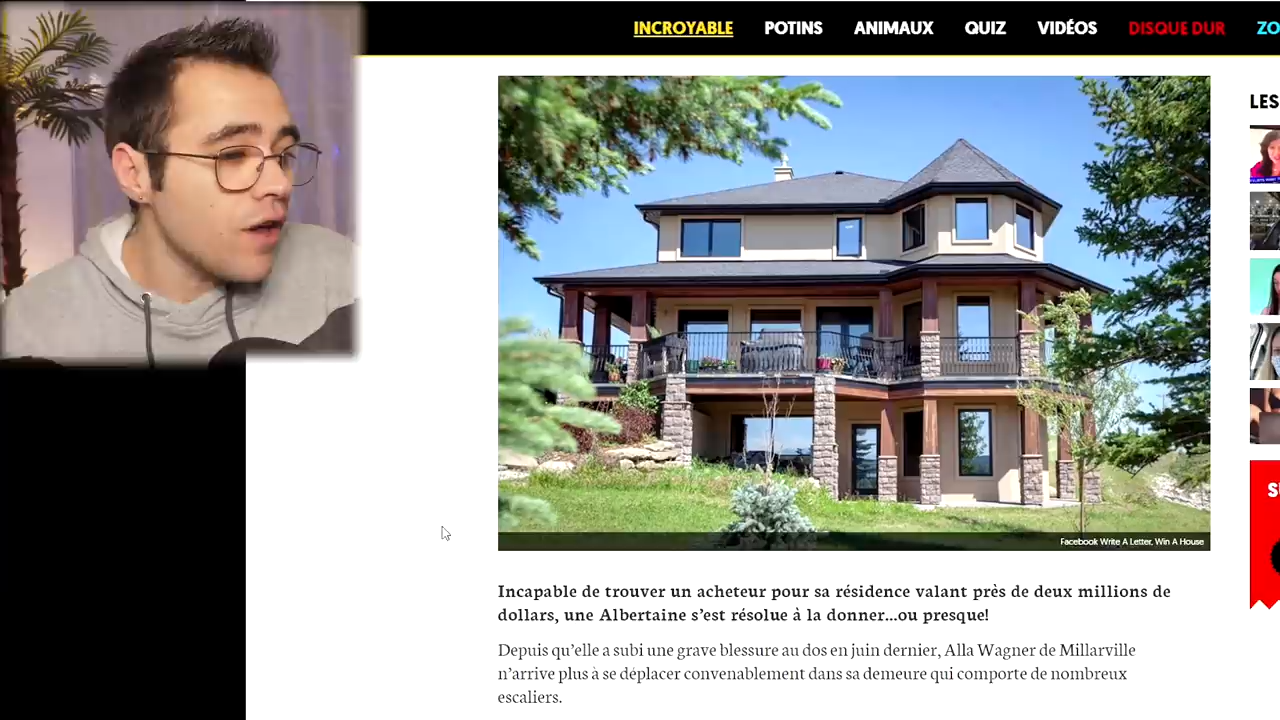 INCROYABLE POTINS ANIMAUX QUIZ VIDÉOS DISQUE DUR ZO
LES
Facebook Write A Letter, Win A House
Incapable de trouver un acheteur pour sa résidence valant près de deux millions de
dollars, une Albertaine s'est résolue à la donner...ou presque!
Depuis qu'elle a subi une grave blessure au dos en juin dernier, Alla Wagner de Millarville
n'arrive plus à se déplacer convenablement dans sa demeure qui comporte de nombreux
escaliers.